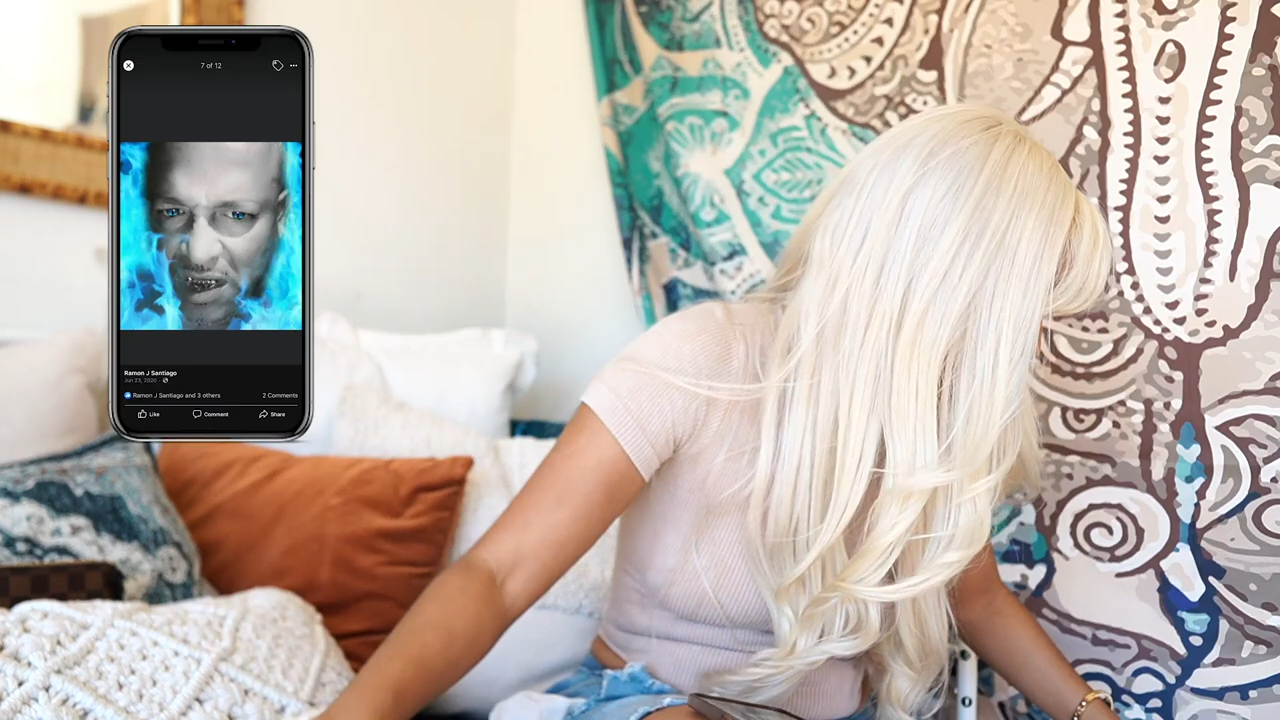 7 of 12
Ramon J Santiago
Jun 23, 2020
Ramon J Santiago and 3 others 2 Comments
Like Comment Share